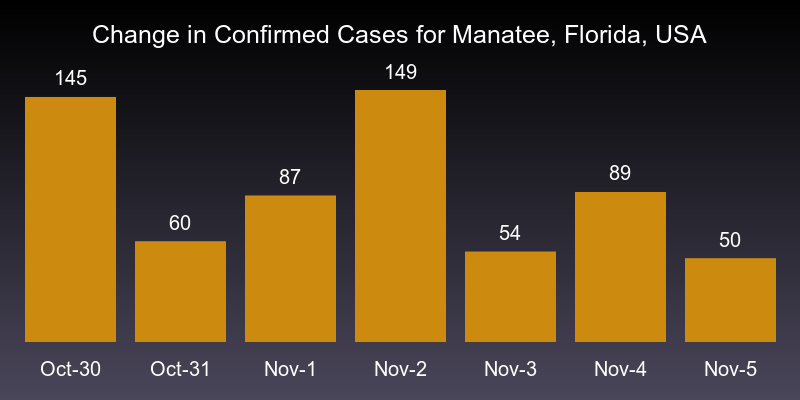 Change in Confirmed Cases for Manatee, Florida, USA
145
60
87
149
54
89
50
Oct-30
Oct-31
Nov-1
Nov-2
Nov-3
Nov-4
Nov-5